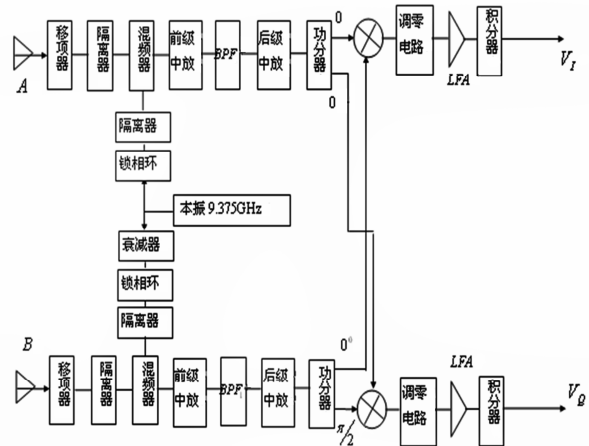 A
移项器
隔离器
混频器
前级
中放
BPF
后级
中放
功分器
0
0
调零
电路
LFA
积分器
V_I
隔离器
锁相环
本振 9.375GHz
衰减器
锁相环
隔离器
B
移项器
隔离器
混频器
前级
中放
BPF
后级
中放
功分器
0°
π/2
调零
电路
LFA
积分器
V_Q